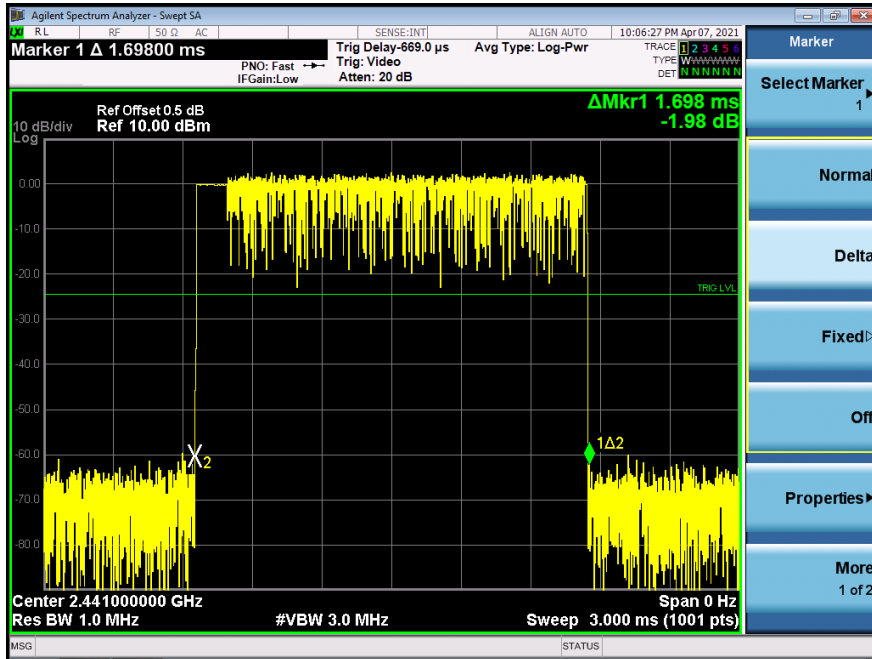 Agilent Spectrum Analyzer - Swept SA
LXI RL RF 50 Ω AC SENSE:INT ALIGN AUTO 10:06:27 PM Apr 07, 2021
Marker 1 Δ 1.69800 ms
PNO: Fast
IFGain:Low
Trig Delay-669.0 µs
Trig: Video
Atten: 20 dB
Avg Type: Log-Pwr
TRACE 1 2 3 4 5 6
TYPE WWWWWW
DET N N N N N N
ΔMkr1 1.698 ms
-1.98 dB
Ref Offset 0.5 dB
10 dB/div Ref 10.00 dBm
Log
0.00
-10.0
-20.0
TRIG LVL
-30.0
-40.0
-50.0
-60.0
2
1Δ2
-70.0
-80.0
Center 2.441000000 GHz Span 0 Hz
Res BW 1.0 MHz #VBW 3.0 MHz Sweep 3.000 ms (1001 pts)
MSG STATUS
Marker
Select Marker
1
Normal
Delta
Fixed
Off
Properties
More
1 of 2